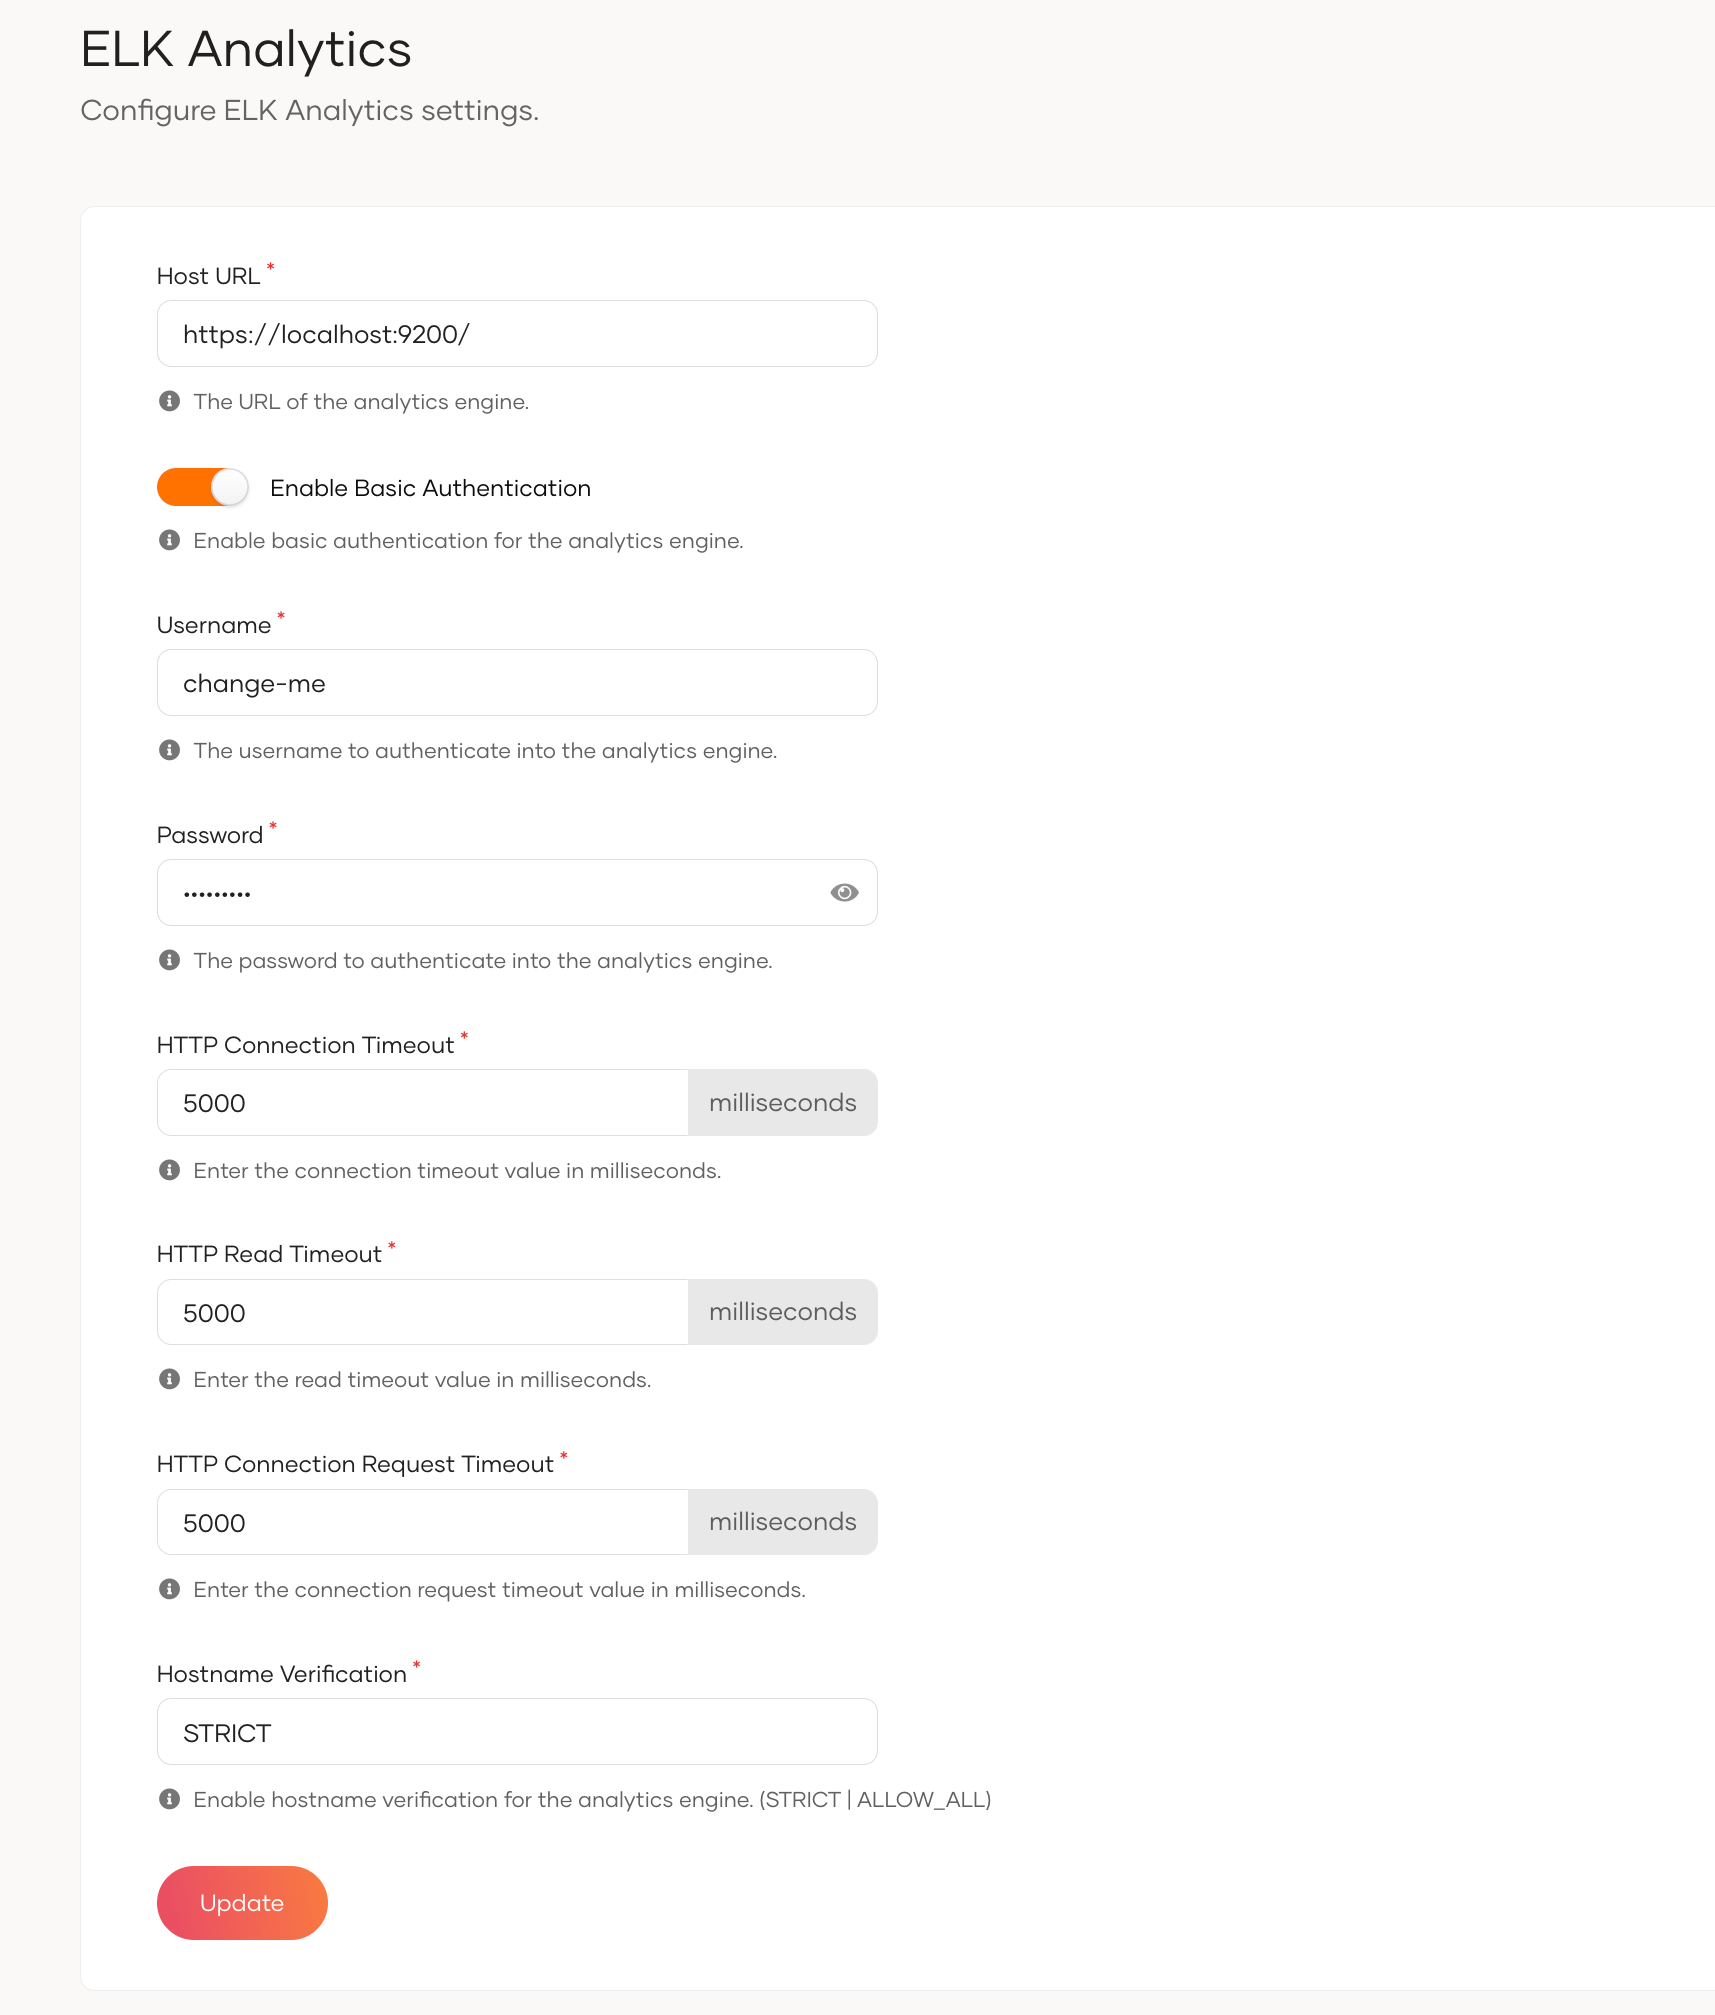 ELK Analytics
Configure ELK Analytics settings.
Host URL *
https://localhost:9200/
The URL of the analytics engine.
Enable Basic Authentication
Enable basic authentication for the analytics engine.
Username *
change-me
The username to authenticate into the analytics engine.
Password *
•••••••••
The password to authenticate into the analytics engine.
HTTP Connection Timeout *
5000 milliseconds
Enter the connection timeout value in milliseconds.
HTTP Read Timeout *
5000 milliseconds
Enter the read timeout value in milliseconds.
HTTP Connection Request Timeout *
5000 milliseconds
Enter the connection request timeout value in milliseconds.
Hostname Verification *
STRICT
Enable hostname verification for the analytics engine. (STRICT | ALLOW_ALL)
Update